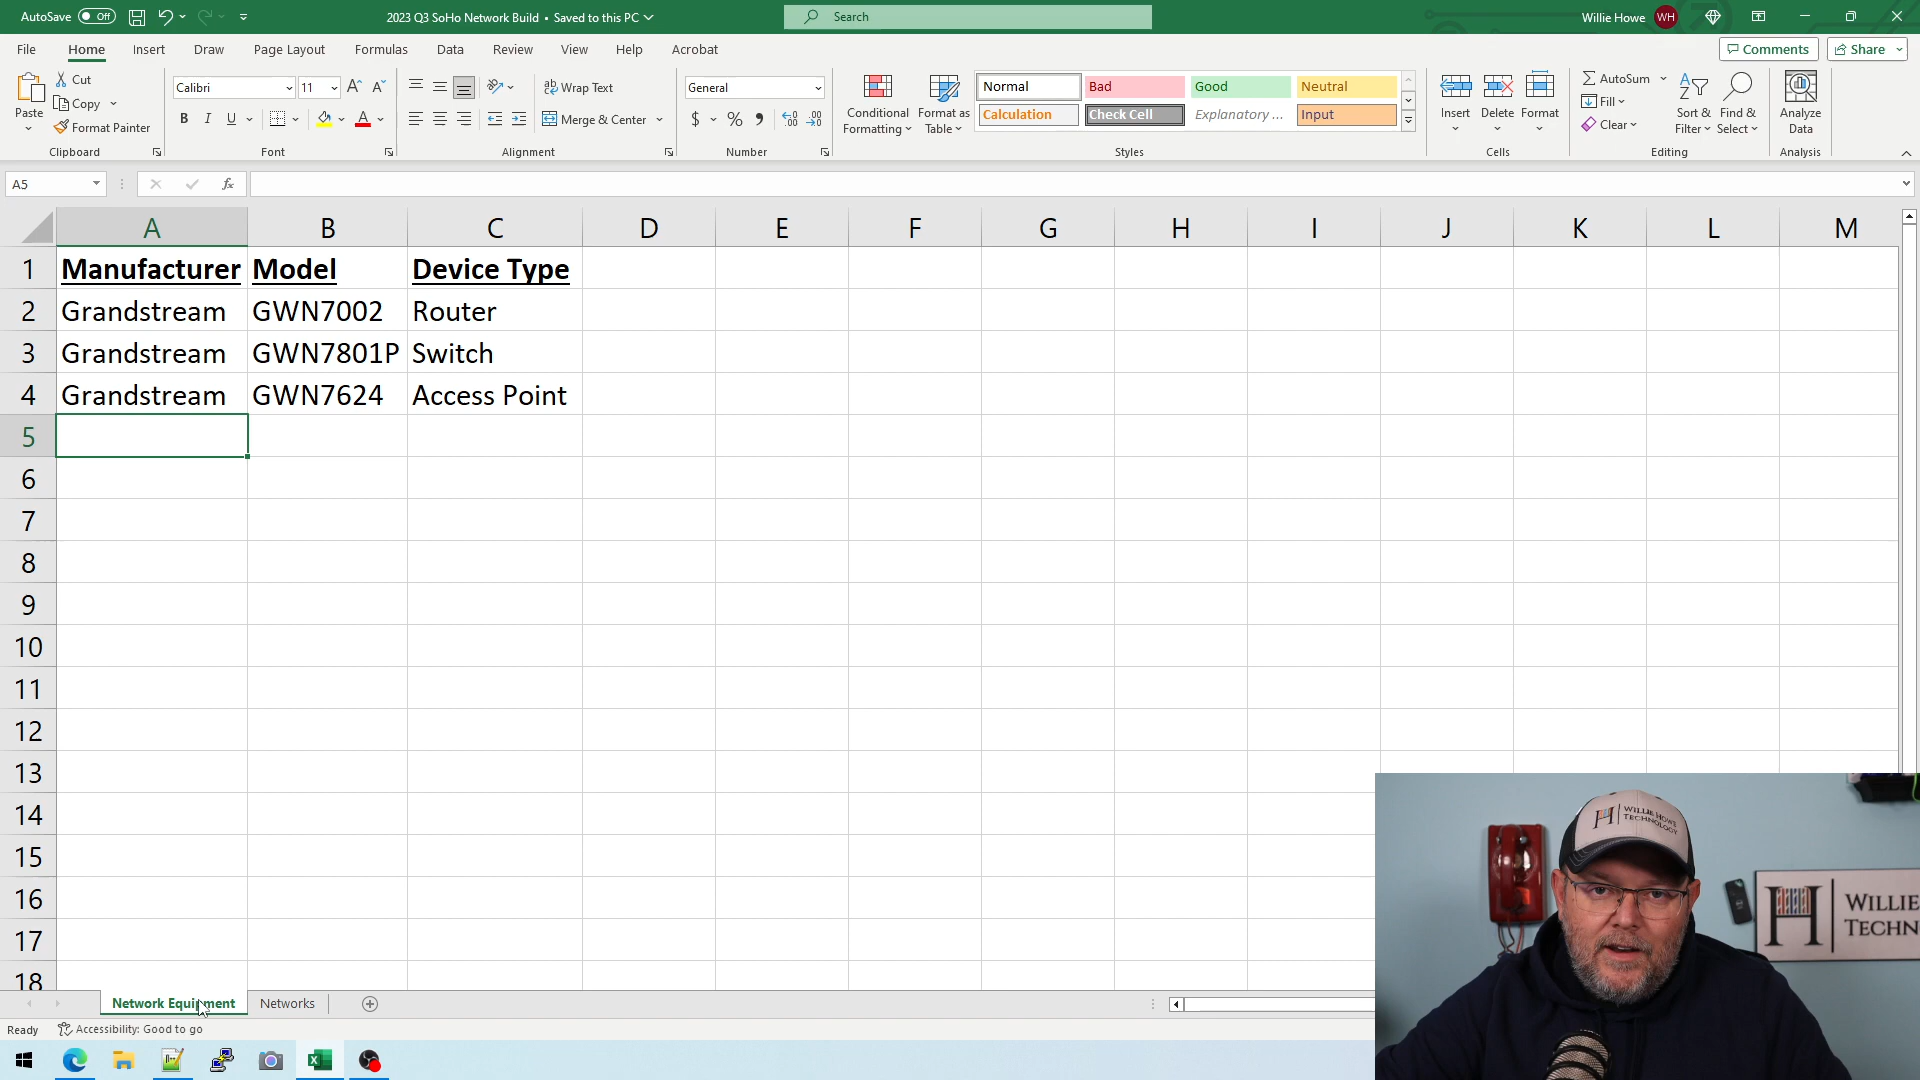 AutoSave Off
2023 Q3 SoHo Network Build • Saved to this PC
Search
Willie Howe WH
File Home Insert Draw Page Layout Formulas Data Review View Help Acrobat
Comments Share
Paste
Cut
Copy
Format Painter
Clipboard
Calibri 11
B I U
Font
Wrap Text
Merge & Center
Alignment
General
$ % 9
Number
Conditional Formatting
Format as Table
Normal Bad Good Neutral
Calculation Check Cell Explanatory ... Input
Styles
Insert Delete Format
Cells
AutoSum
Fill
Clear
Sort & Filter
Find & Select
Editing
Analyze Data
Analysis
A5
fx
A B C D E F G H I J K L M
1 Manufacturer Model Device Type
2 Grandstream GWN7002 Router
3 Grandstream GWN7801P Switch
4 Grandstream GWN7624 Access Point
5
6
7
8
9
10
11
12
13
14
15
16
17
18
WILLIE HOWE
TECHNOLOGY
WILLIE
TECHN
Network Equipment Networks
Ready Accessibility: Good to go